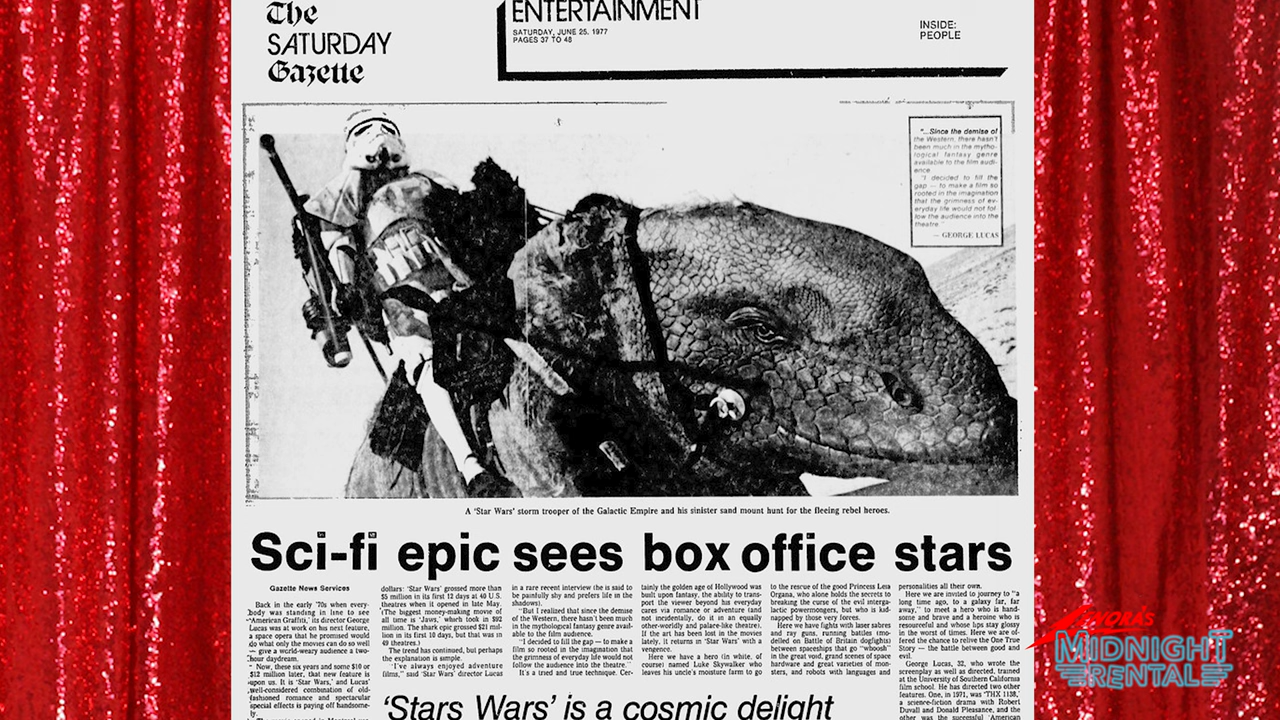 The
SATURDAY
Gazette
ENTERTAINMENT
SATURDAY, JUNE 25, 1977
PAGES 37 TO 48
INSIDE:
PEOPLE
"...Since the demise of
the Western, there hasn't
been much in the mytho-
logical fantasy genre
available to the film audi-
ence
"I decided to fill the
gap — to make a film so
rooted in the imagination
that the grimness of ev-
eryday life would not fol-
low the audience into the
theatre."
— GEORGE LUCAS
A 'Star Wars' storm trooper of the Galactic Empire and his sinister sand mount hunt for the fleeing rebel heroes.
Sci-fi epic sees box office stars
Gazette News Services
Back in the early '70s when every-
body was standing in line to see
'American Graffiti,' its director George
Lucas was at work on his next feature,
a space opera that he promised would
do what only the movies can do so well
— give a world-weary audience a two-
hour daydream.
Now, these six years and some $10 or
$12 million later, that new feature is
upon us. It is 'Star Wars,' and Lucas'
well-considered combination of old-
fashioned romance and spectacular
special effects is paying off handsome-
ly.
dollars: 'Star Wars' grossed more than
$5 million in its first 12 days at 40 U.S.
theatres when it opened in late May.
(The biggest money-making movie of
all time is 'Jaws,' which took in $92
million. The shark epic grossed $21 mil-
lion in its first 10 days, but that was in
49 theatres.)
The trend has continued, but perhaps
the explanation is simple.
"I've always enjoyed adventure
films," said 'Star Wars' director Lucas
in a rare recent interview (he is said to
be painfully shy and prefers life in the
shadows).
"But I realized that since the demise
of the Western, there hasn't been much
in the mythological fantasy genre avail-
able to the film audience.
"I decided to fill the gap — to make a
film so rooted in the imagination that
the grimness of everyday life would not
follow the audience into the theatre."
It's a tried and true technique. Cer-
tainly the golden age of Hollywood was
built upon fantasy, the ability to trans-
port the viewer beyond his everyday
cares via romance or adventure (and
not incidentally, do it in an equally
other-worldly and palace-like theatre).
If the art has been lost in the movies
lately, it returns in 'Star Wars' with a
vengeance.
Here we have a hero (in white, of
course) named Luke Skywalker who
leaves his uncle's moisture farm to go
to the rescue of the good Princess Leia
Organa, who alone holds the secrets to
breaking the curse of the evil interga-
lactic powermongers, but who is kid-
napped by those very forces.
Here we have fights with laser sabers
and ray guns, running battles (mo-
delled on Battle of Britain dogfights)
between spaceships that go "whoosh"
in the great void, grand scenes of space
hardware and great varieties of mon-
sters, and robots with languages and
personalities all their own.
Here we are invited to journey to "a
long time ago, to a galaxy far, far
away," to meet a hero who is hand-
some and brave and a heroine who is
resourceful and whose lips stay glossy
in the worst of times. Here we are of-
fered the chance to relive the One True
Story — the battle between good and
evil.
George Lucas, 32, who wrote the
screenplay as well as directed, trained
at the University of Southern California
film school. He has directed two other
features. One, in 1971, was 'THX 1138,'
a science-fiction drama with Robert
Duvall and Donald Pleasance, and the
other was the successful 'American
'Stars Wars' is a cosmic delight
MIDNIGHT
RENTAL